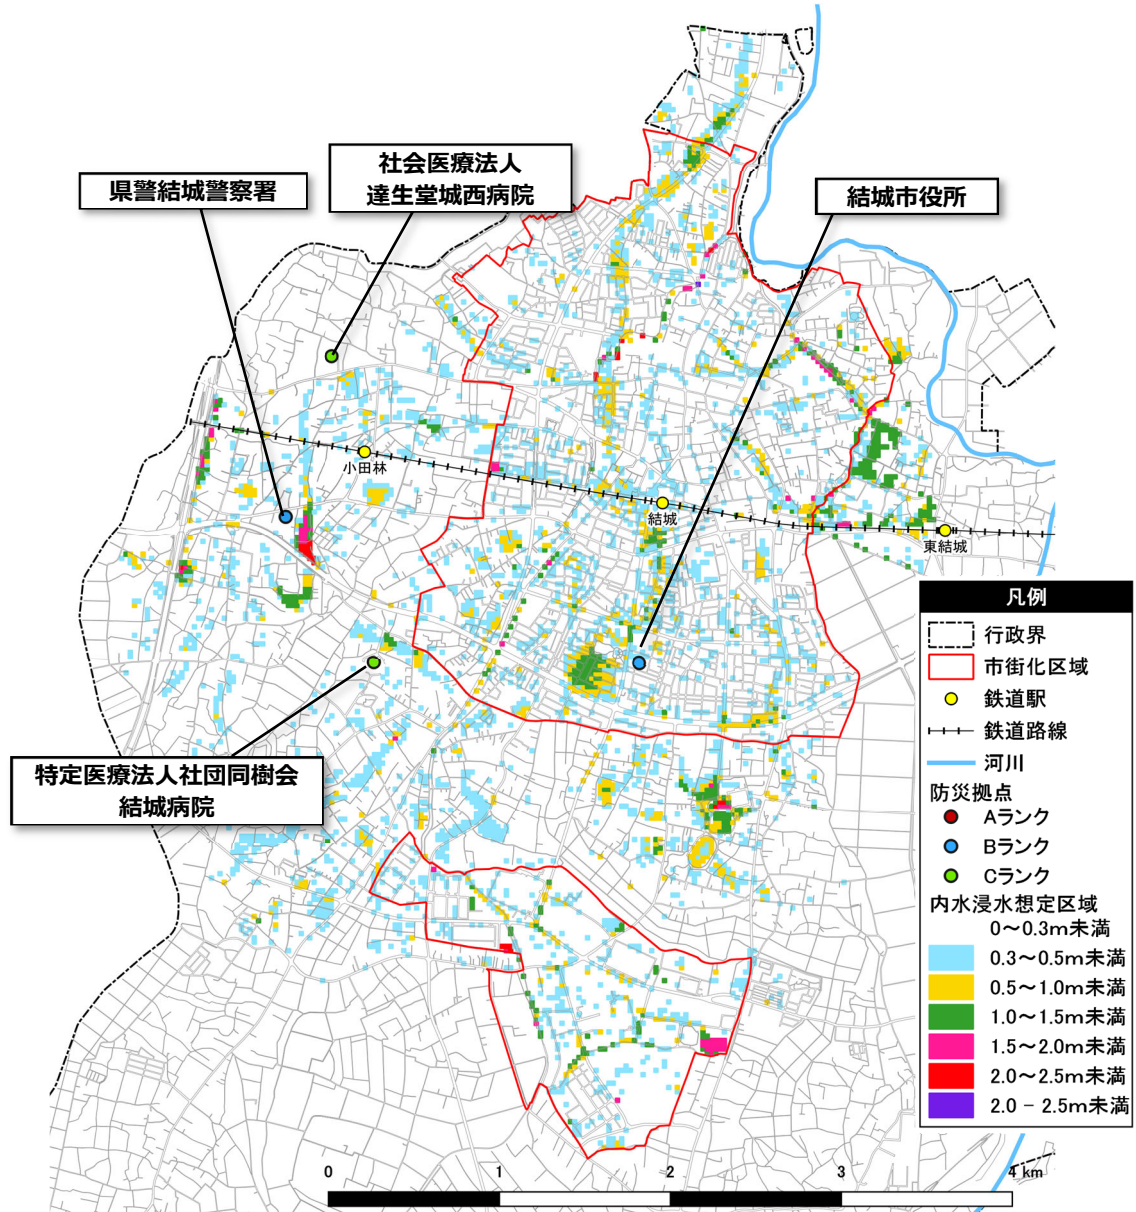 社会医療法人
達生堂城西病院
県警結城警察署
結城市役所
小田林
結城
東結城
特定医療法人社団同樹会
結城病院
凡例
行政界
市街化区域
鉄道駅
鉄道路線
河川
防災拠点
Aランク
Bランク
Cランク
内水浸水想定区域
0～0.3m未満
0.3～0.5m未満
0.5～1.0m未満
1.0～1.5m未満
1.5～2.0m未満
2.0～2.5m未満
2.0 - 2.5m未満
0 1 2 3 4 km